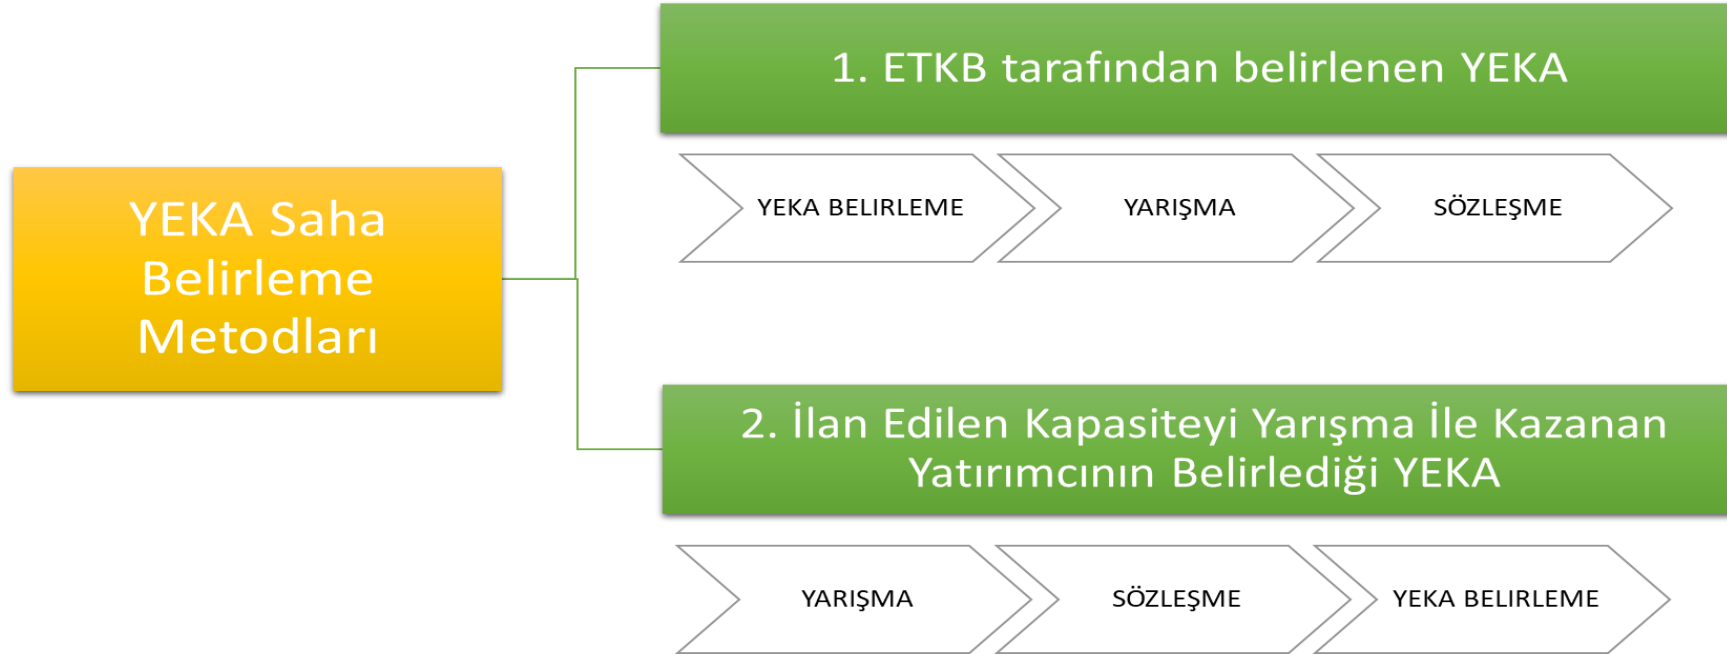 YEKA Saha
Belirleme
Metodları
1. ETKB tarafından belirlenen YEKA
YEKA BELIRLEME
YARIŞMA
SÖZLEŞME
2. İlan Edilen Kapasiteyi Yarışma İle Kazanan
Yatırımcının Belirlediği YEKA
YARIŞMA
SÖZLEŞME
YEKA BELIRLEME